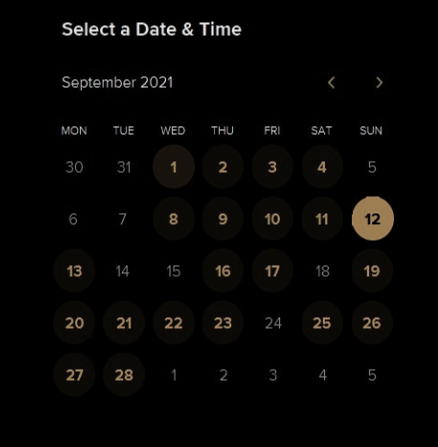 Select a Date & Time
September 2021
MON TUE WED THU FRI SAT SUN
30 31 1 2 3 4 5
6 7 8 9 10 11 12
13 14 15 16 17 18 19
20 21 22 23 24 25 26
27 28 1 2 3 4 5